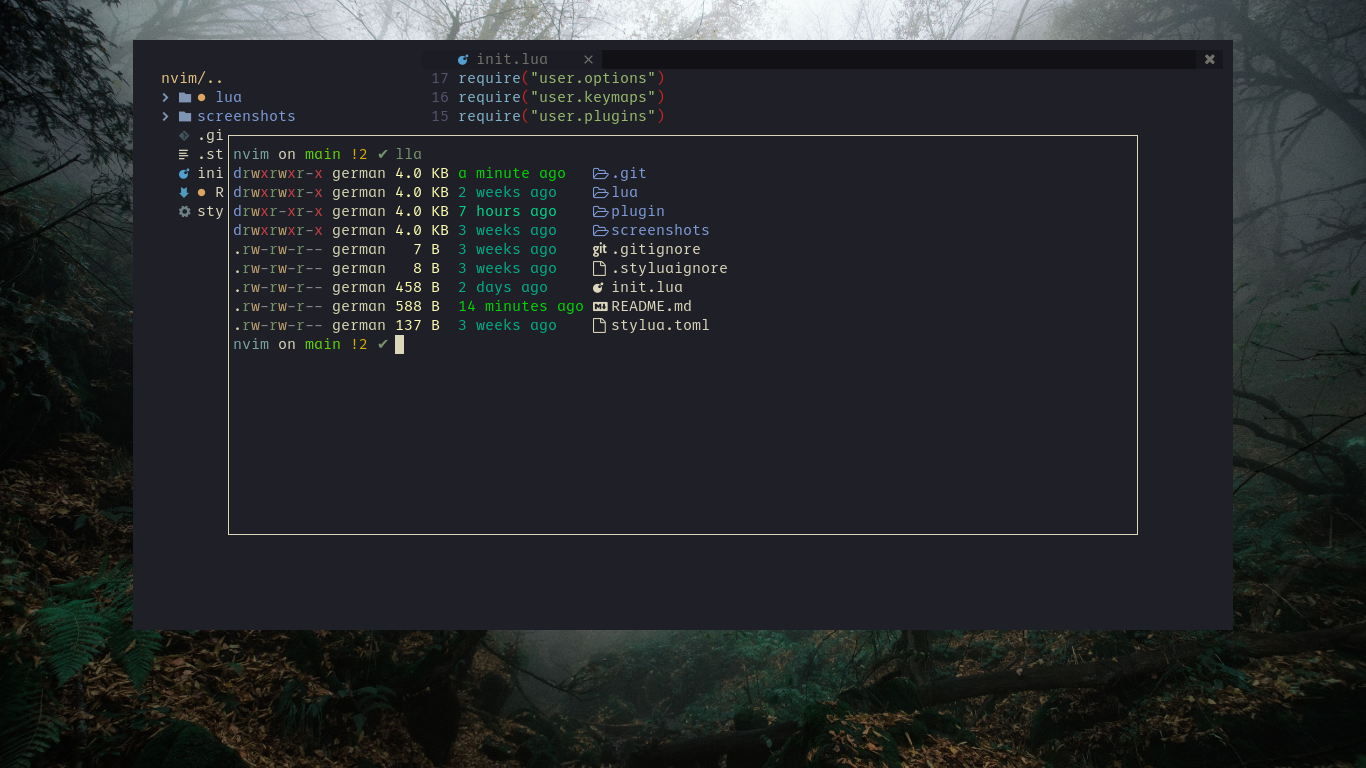 init.lua ×
nvim/..
lua
screenshots
.gi
.st
ini
R
sty
17 require("user.options")
16 require("user.keymaps")
15 require("user.plugins")
nvim on main !2 ✔ lla
drwxrwxr-x german 4.0 KB a minute ago .git
drwxrwxr-x german 4.0 KB 2 weeks ago lua
drwxr-xr-x german 4.0 KB 7 hours ago plugin
drwxrwxr-x german 4.0 KB 3 weeks ago screenshots
.rw-rw-r-- german 7 B 3 weeks ago git .gitignore
.rw-rw-r-- german 8 B 3 weeks ago .styluaignore
.rw-rw-r-- german 458 B 2 days ago init.lua
.rw-rw-r-- german 588 B 14 minutes ago README.md
.rw-rw-r-- german 137 B 3 weeks ago stylua.toml
nvim on main !2 ✔